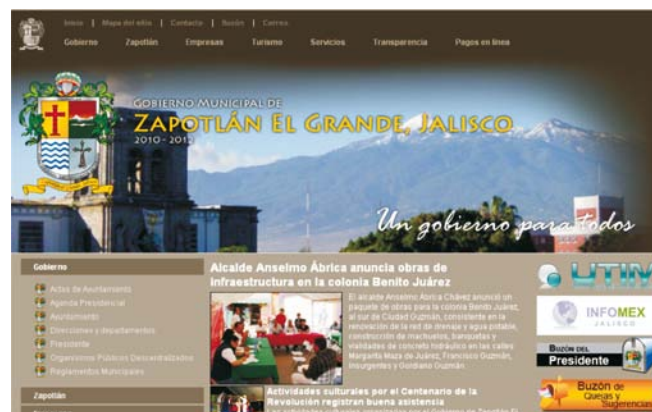 Inicio | Mapa del sitio | Contacto | Buzón | Correo
Gobierno Zapotlán Empresas Turismo Servicios Transparencia Pagos en línea
GOBIERNO MUNICIPAL DE
ZAPOTLÁN EL GRANDE, JALISCO
2010 - 2012
Un gobierno para todos
Gobierno
Actas de Ayuntamiento
Agenda Presidencial
Ayuntamiento
Direcciones y departamentos
Presidente
Organismos Públicos Descentralizados
Reglamentos Municipales
Zapotlán
Alcalde Anselmo Ábrica anuncia obras de
infraestructura en la colonia Benito Juárez
El alcalde Anselmo Ábrica Chávez anunció un
paquete de obras para la colonia Benito Juárez,
al sur de Ciudad Guzmán, consistente en la
renovación de la red de drenaje y agua potable,
construcción de machuelos, banquetas y
vialidades de concreto hidráulico en las calles
Margarita Maza de Juárez, Francisco Guzmán,
Insurgentes y Gordiano Guzmán.
Actividades culturales por el Centenario de la
Revolución registran buena asistencia
UTIM
INFOMEX
JALISCO
BUZÓN DEL
Presidente
BUZÓN de
Quejas y
Sugerencias